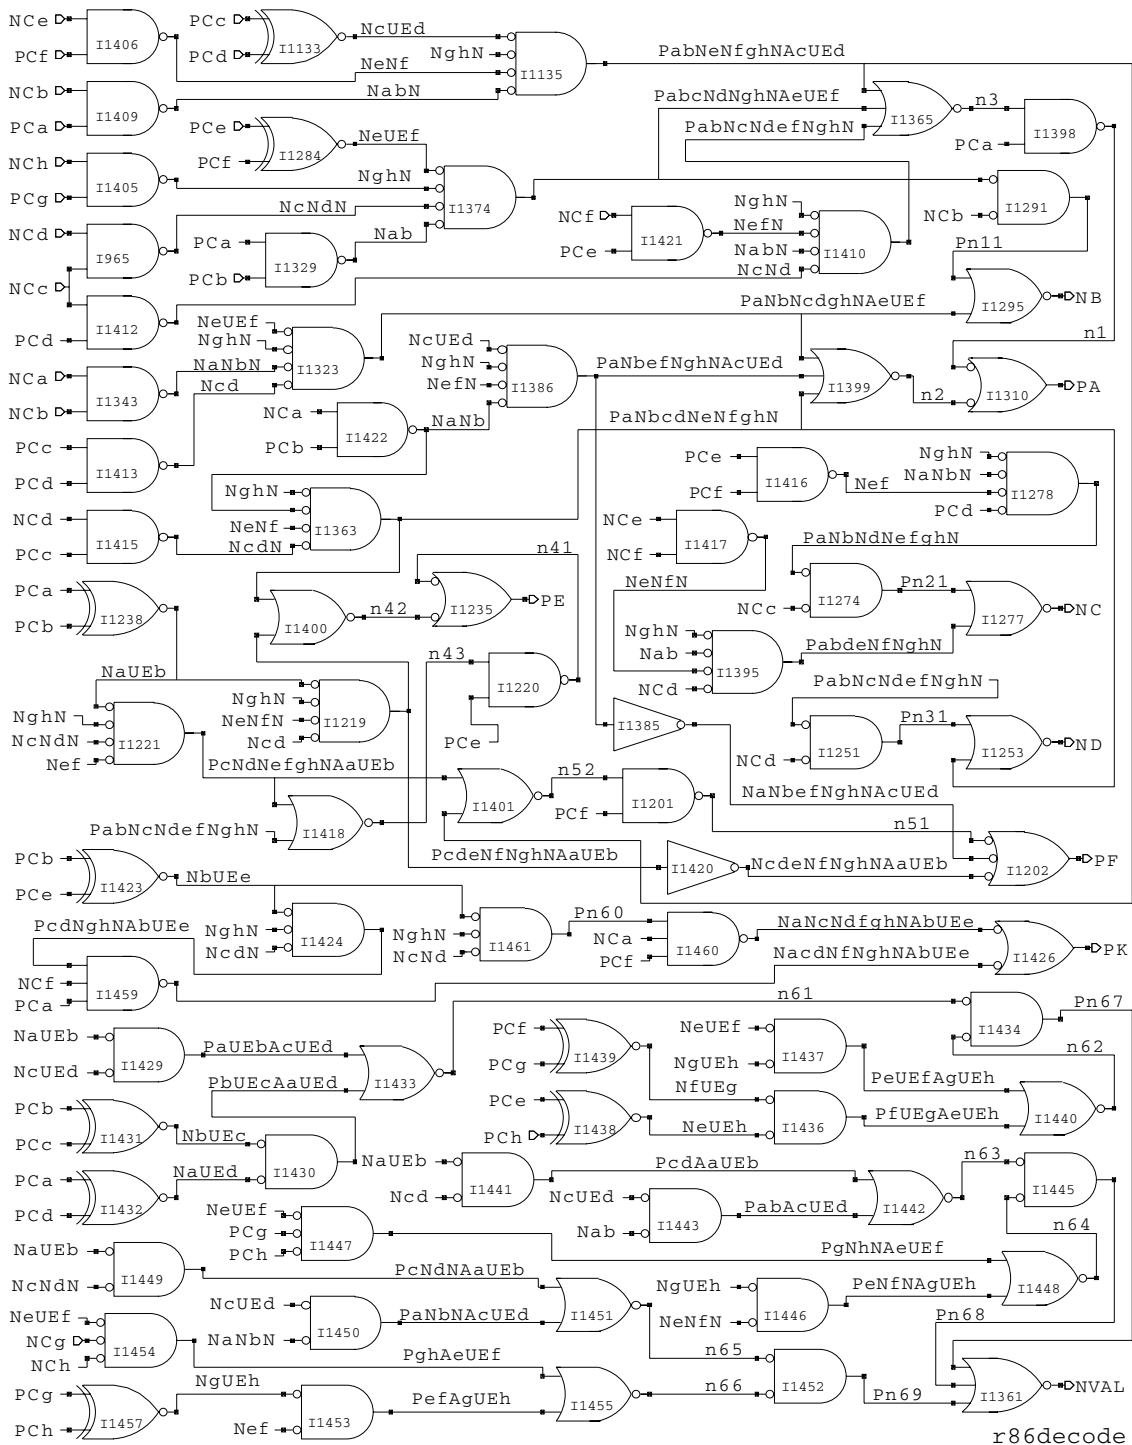 NCe
PCf
I1406
PCc
PCd
I1133
NcUEd
NghN
NeNf
NabN
I1135
PabNeNfghNAcUEd
NCb
PCa
I1409
PCe
PCf
I1284
NeUEf
PabcNdNghNAeUEf
PabNcNdefNghN
I1365
n3
PCa
I1398
NCh
PCg
I1405
NghN
NcNdN
I1374
NCd
NCc
I965
PCa
PCb
I1329
Nab
NCf
PCe
I1421
NghN
NefN
NabN
NcNd
I1410
NCb
I1291
Pn11
PCd
I1412
I1295
NB
PaNbNcdghNAeUEf
NeUEf
NghN
NaNbN
Ncd
I1323
NcUEd
NghN
NefN
NaNb
I1386
PaNbefNghNAcUEd
PaNbcdNeNfghN
I1399
n2
n1
I1310
PA
NCa
NCb
I1343
NCa
PCb
I1422
PCc
PCd
I1413
PCe
PCf
I1416
Nef
NghN
NaNbN
PCd
I1278
NCd
PCc
I1415
NghN
NeNf
NcdN
I1363
NCe
NCf
I1417
PaNbNdNefghN
NeNfN
PCa
PCb
I1238
I1400
n42
n41
I1235
PE
NCc
I1274
Pn21
I1277
NC
NghN
Nab
NCd
I1395
PabdeNfNghN
NaUEb
NghN
NcNdN
Nef
I1221
NghN
NeNfN
Ncd
I1219
n43
PCe
I1220
I1385
PabNcNdefNghN
NCd
I1251
Pn31
I1253
ND
PcNdNefghNAaUEb
I1401
n52
PCf
I1201
NaNbefNghNAcUEd
n51
PabNcNdefNghN
I1418
PcdeNfNghNAaUEb
I1420
NcdeNfNghNAaUEb
I1202
PF
PCb
PCe
I1423
NbUEe
PcdNghNAbUEe
NghN
NcdN
I1424
NghN
NcNd
I1461
Pn60
NCa
PCf
I1460
NaNcNdfghNAbUEe
NacdNfNghNAbUEe
I1426
PK
NCf
PCa
I1459
n61
NaUEb
NcUEd
I1429
PaUEbAcUEd
PbUEcAaUEd
I1433
PCf
PCg
I1439
NeUEf
NgUEh
I1437
I1434
Pn67
n62
NfUEg
PeUEfAgUEh
PCb
PCc
I1431
NbUEc
PCe
PCh
I1438
NeUEh
I1436
PfUEgAeUEh
I1440
PCa
PCd
I1432
NaUEd
I1430
NaUEb
Ncd
I1441
PcdAaUEb
NcUEd
Nab
I1443
PabAcUEd
I1442
n63
I1445
n64
NeUEf
PCg
PCh
I1447
PgNhNAeUEf
NaUEb
NcNdN
I1449
PcNdNAaUEb
NcUEd
NaNbN
I1450
PaNbNAcUEd
I1451
NgUEh
NeNfN
I1446
PeNfNAgUEh
I1448
Pn68
NeUEf
NCg
NCh
I1454
PghAeUEf
n65
n66
I1452
Pn69
I1361
NVAL
PCg
PCh
I1457
NgUEh
Nef
I1453
PefAgUEh
I1455
r86decode